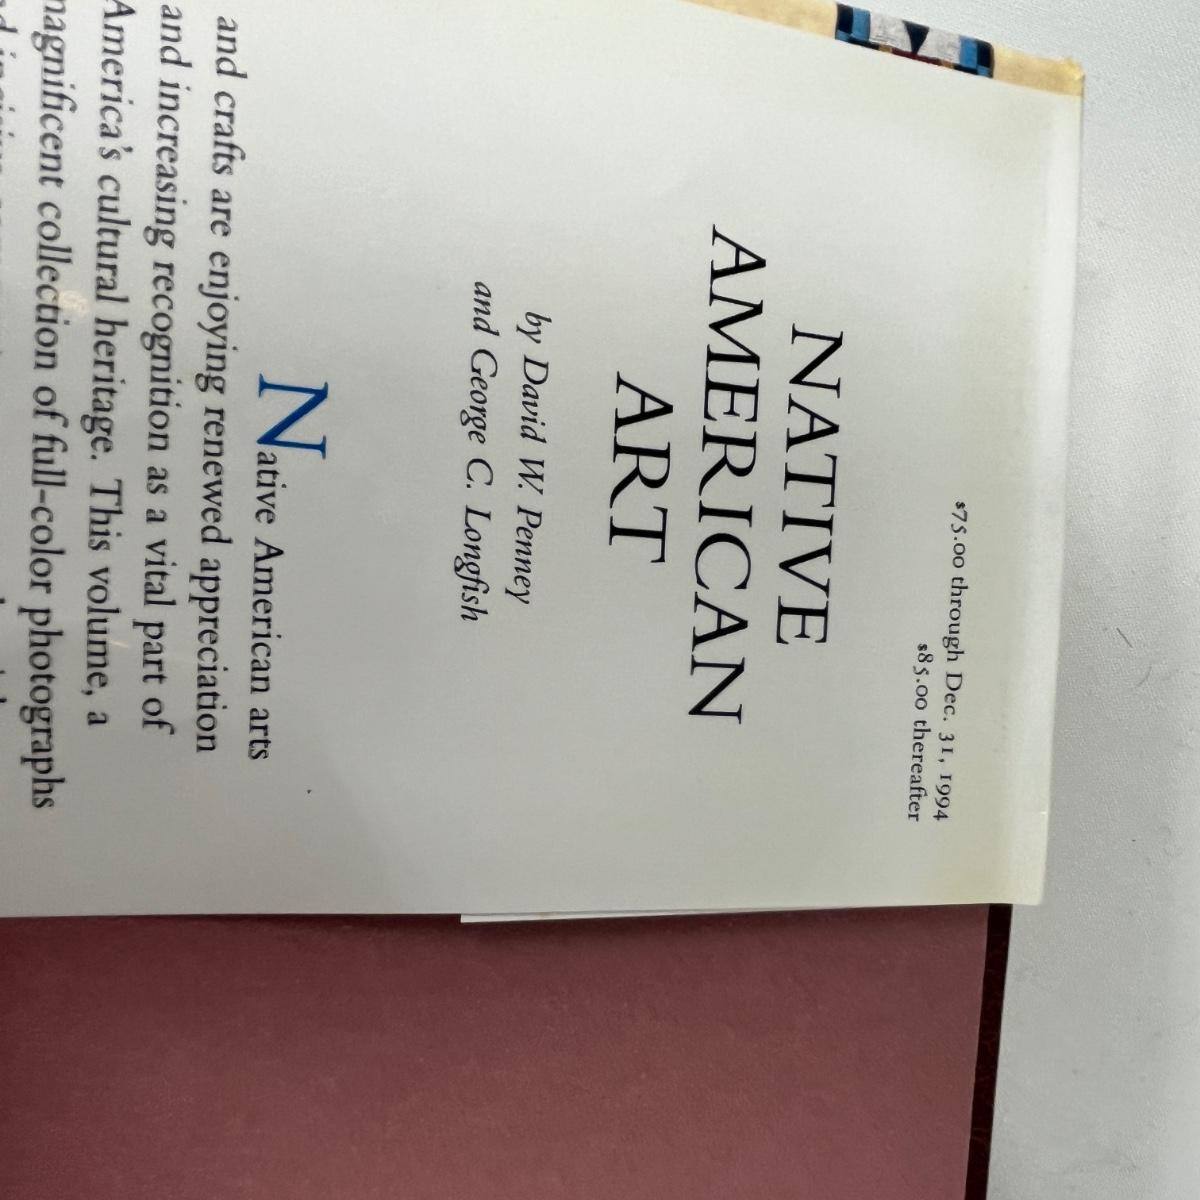 $75.00 through Dec. 31, 1994
$85.00 thereafter
NATIVE
AMERICAN
ART
by David W. Penney
and George C. Longfish
Native American arts
and crafts are enjoying renewed appreciation
and increasing recognition as a vital part of
America's cultural heritage. This volume, a
magnificent collection of full-color photographs